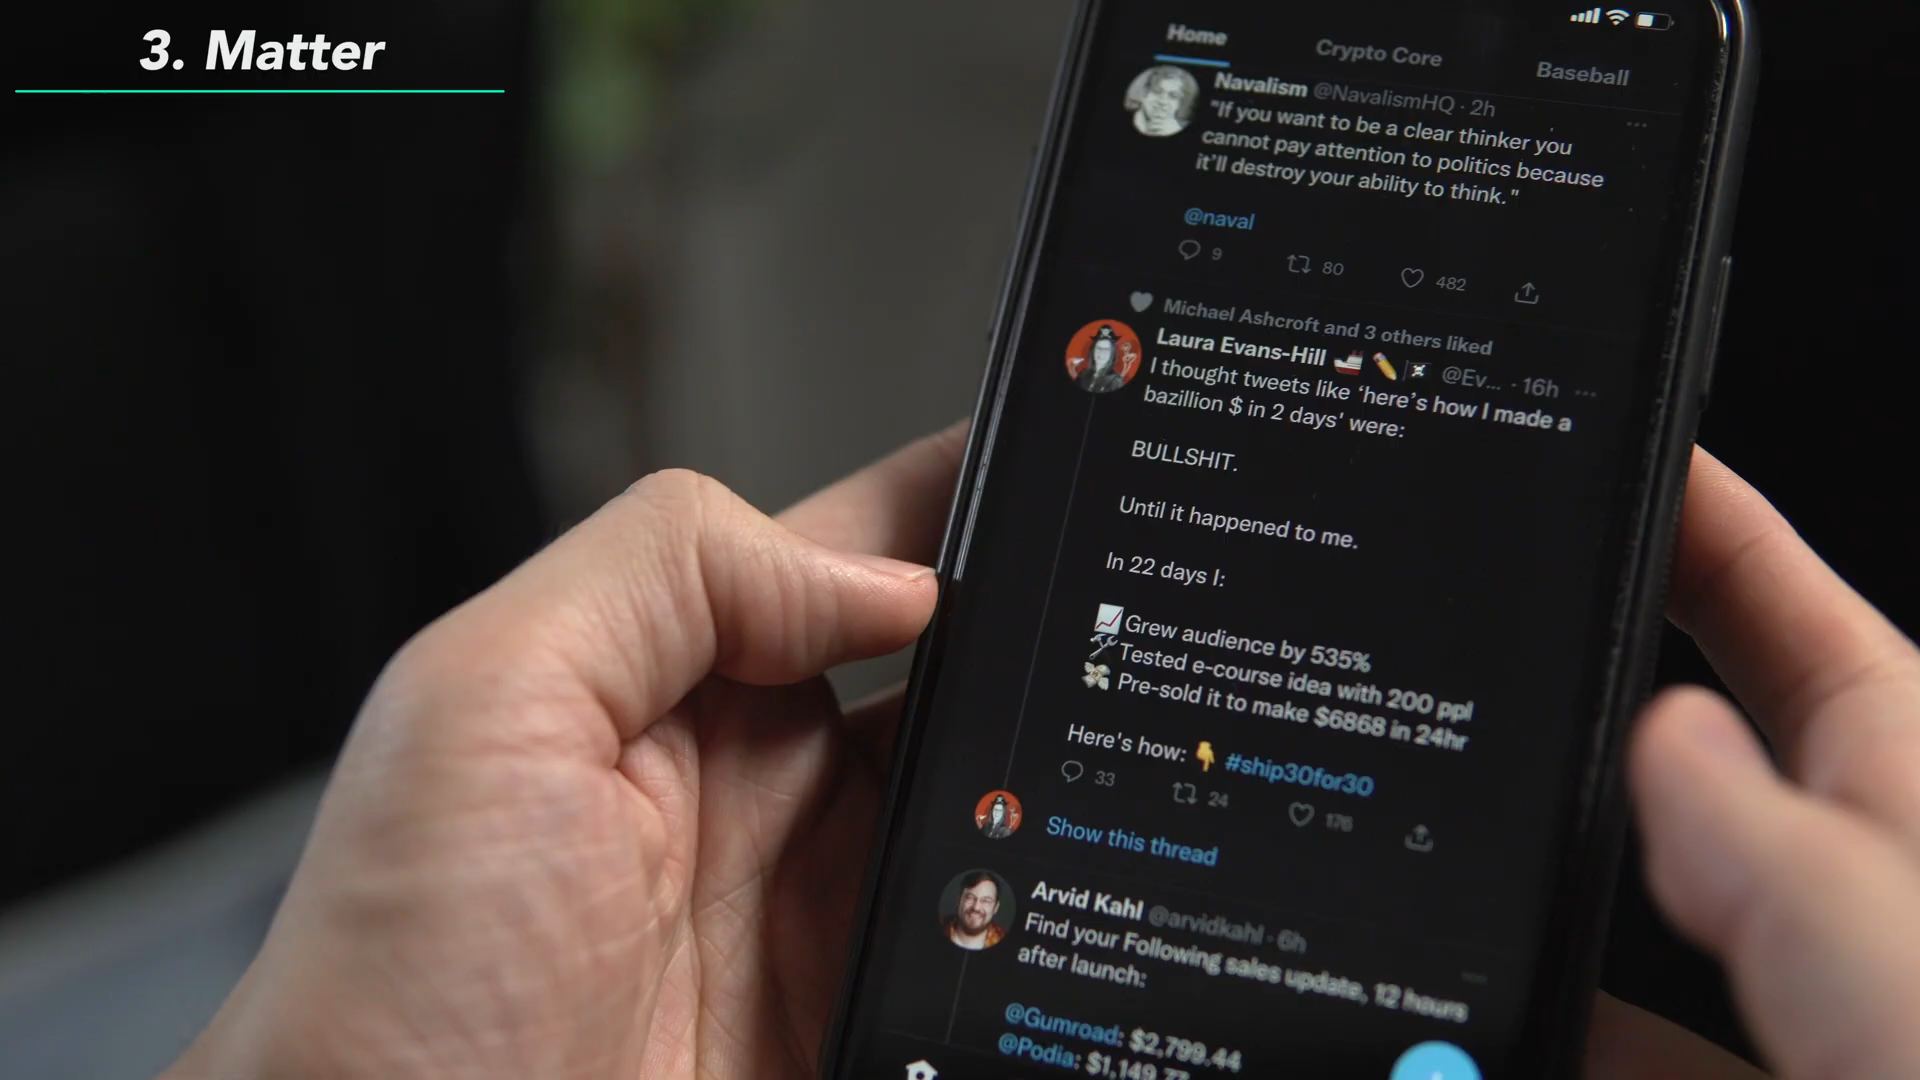 3. Matter
Home
Crypto Core
Baseball
Navalism @NavalismHQ · 2h
"If you want to be a clear thinker you
cannot pay attention to politics because
it'll destroy your ability to think."
@naval
9
80
482
Michael Ashcroft and 3 others liked
Laura Evans-Hill @Ev... · 16h
I thought tweets like ‘here's how I made a
bazillion $ in 2 days' were:
BULLSHIT.
Until it happened to me.
In 22 days I:
Grew audience by 535%
Tested e-course idea with 200 ppl
Pre-sold it to make $6868 in 24hr
Here's how: #ship30for30
33
24
176
Show this thread
Arvid Kahl @arvidkahl · 6h
Find your Following sales update, 12 hours
after launch:
@Gumroad: $2,799.44
@Podia: